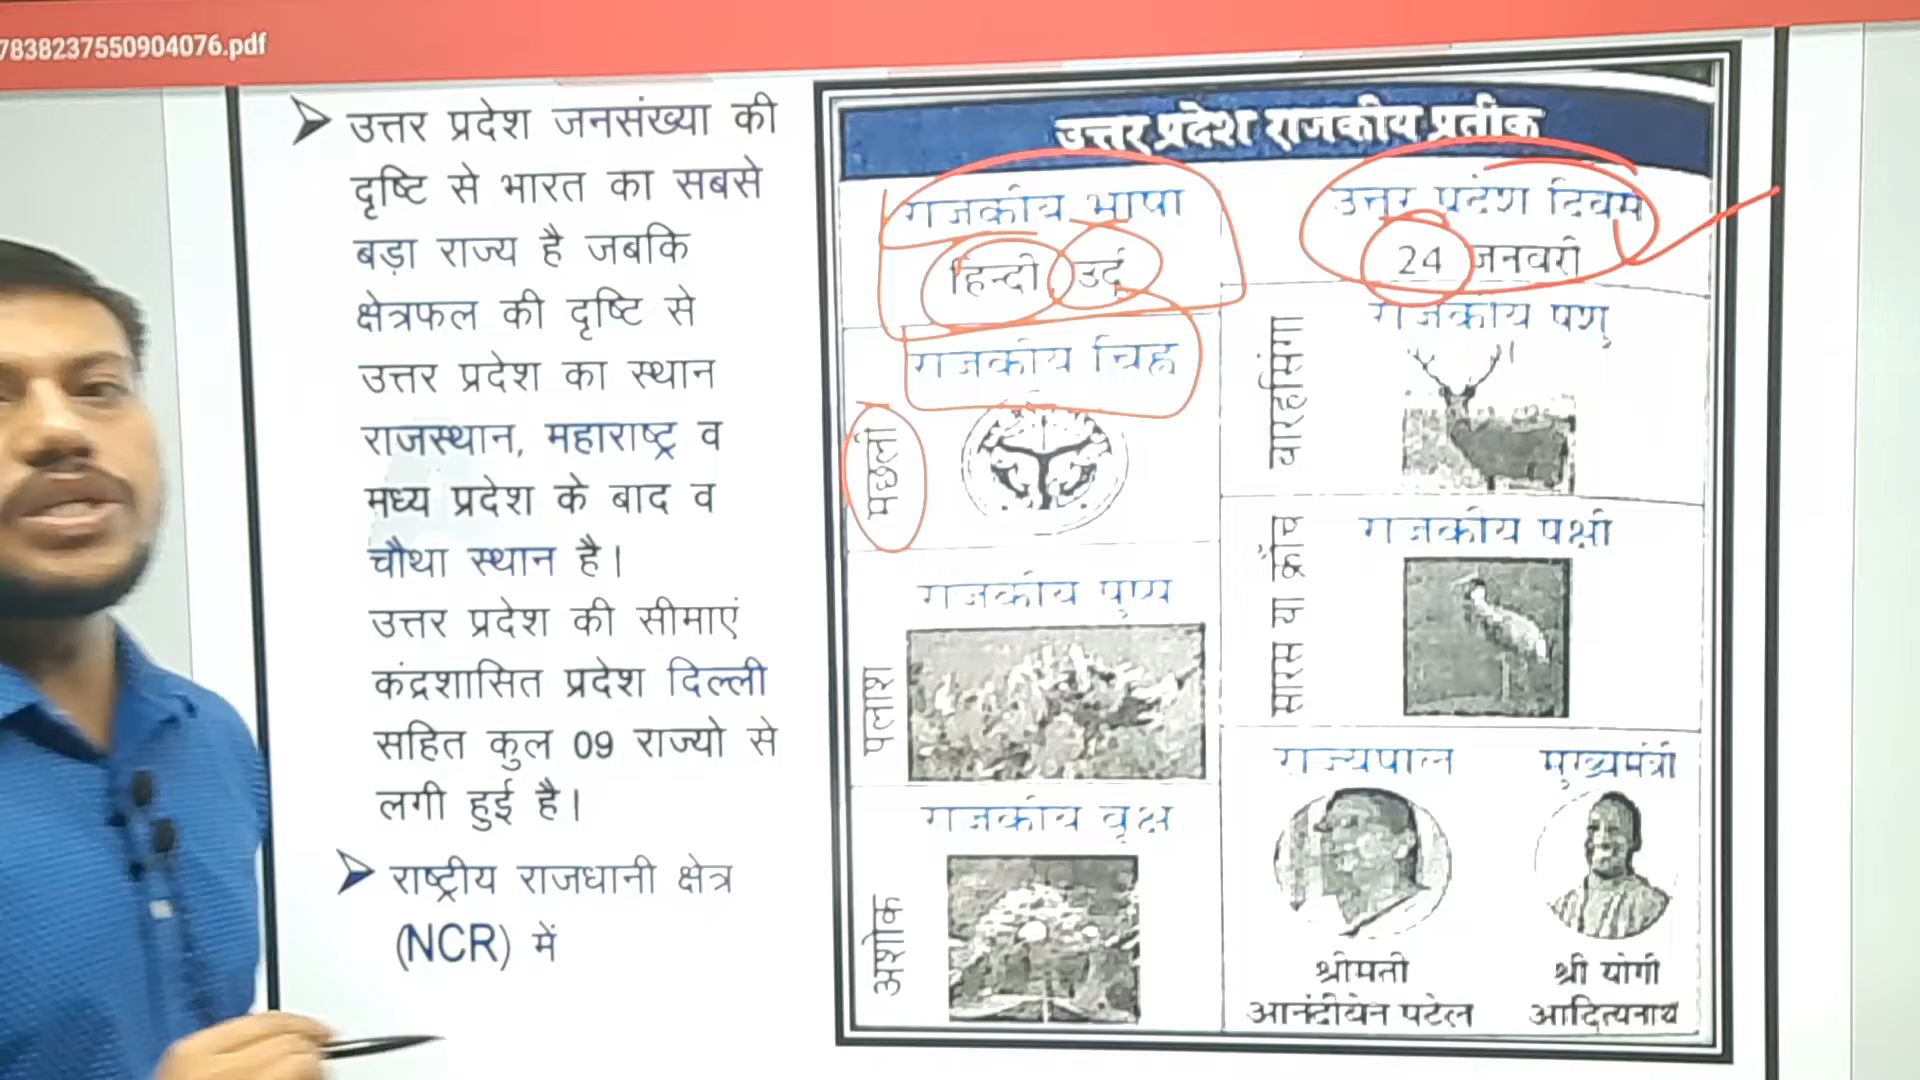 7838237550904076.pdf
उत्तर प्रदेश जनसंख्या की
दृष्टि से भारत का सबसे
बड़ा राज्य है जबकि
क्षेत्रफल की दृष्टि से
उत्तर प्रदेश का स्थान
राजस्थान, महाराष्ट्र व
मध्य प्रदेश के बाद व
चौथा स्थान है।
उत्तर प्रदेश की सीमाएं
कंद्रशासित प्रदेश दिल्ली
सहित कुल 09 राज्यो से
लगी हुई है।
राष्ट्रीय राजधानी क्षेत्र
(NCR) में
उत्तर प्रदेश राजकीय प्रतीक
राजकीय भाषा
हिन्दी उर्दू
उत्तर प्रदेश दिवस
24 जनवरी
राजकीय चिह्न
मछली
राजकीय पशु
बारहसिंगा
राजकीय पुष्प
पलाश
राजकीय पक्षी
सारस या क्रौंच
राजकीय वृक्ष
अशोक
राज्यपाल
श्रीमती
आनंदीबेन पटेल
मुख्यमंत्री
श्री योगी
आदित्यनाथ